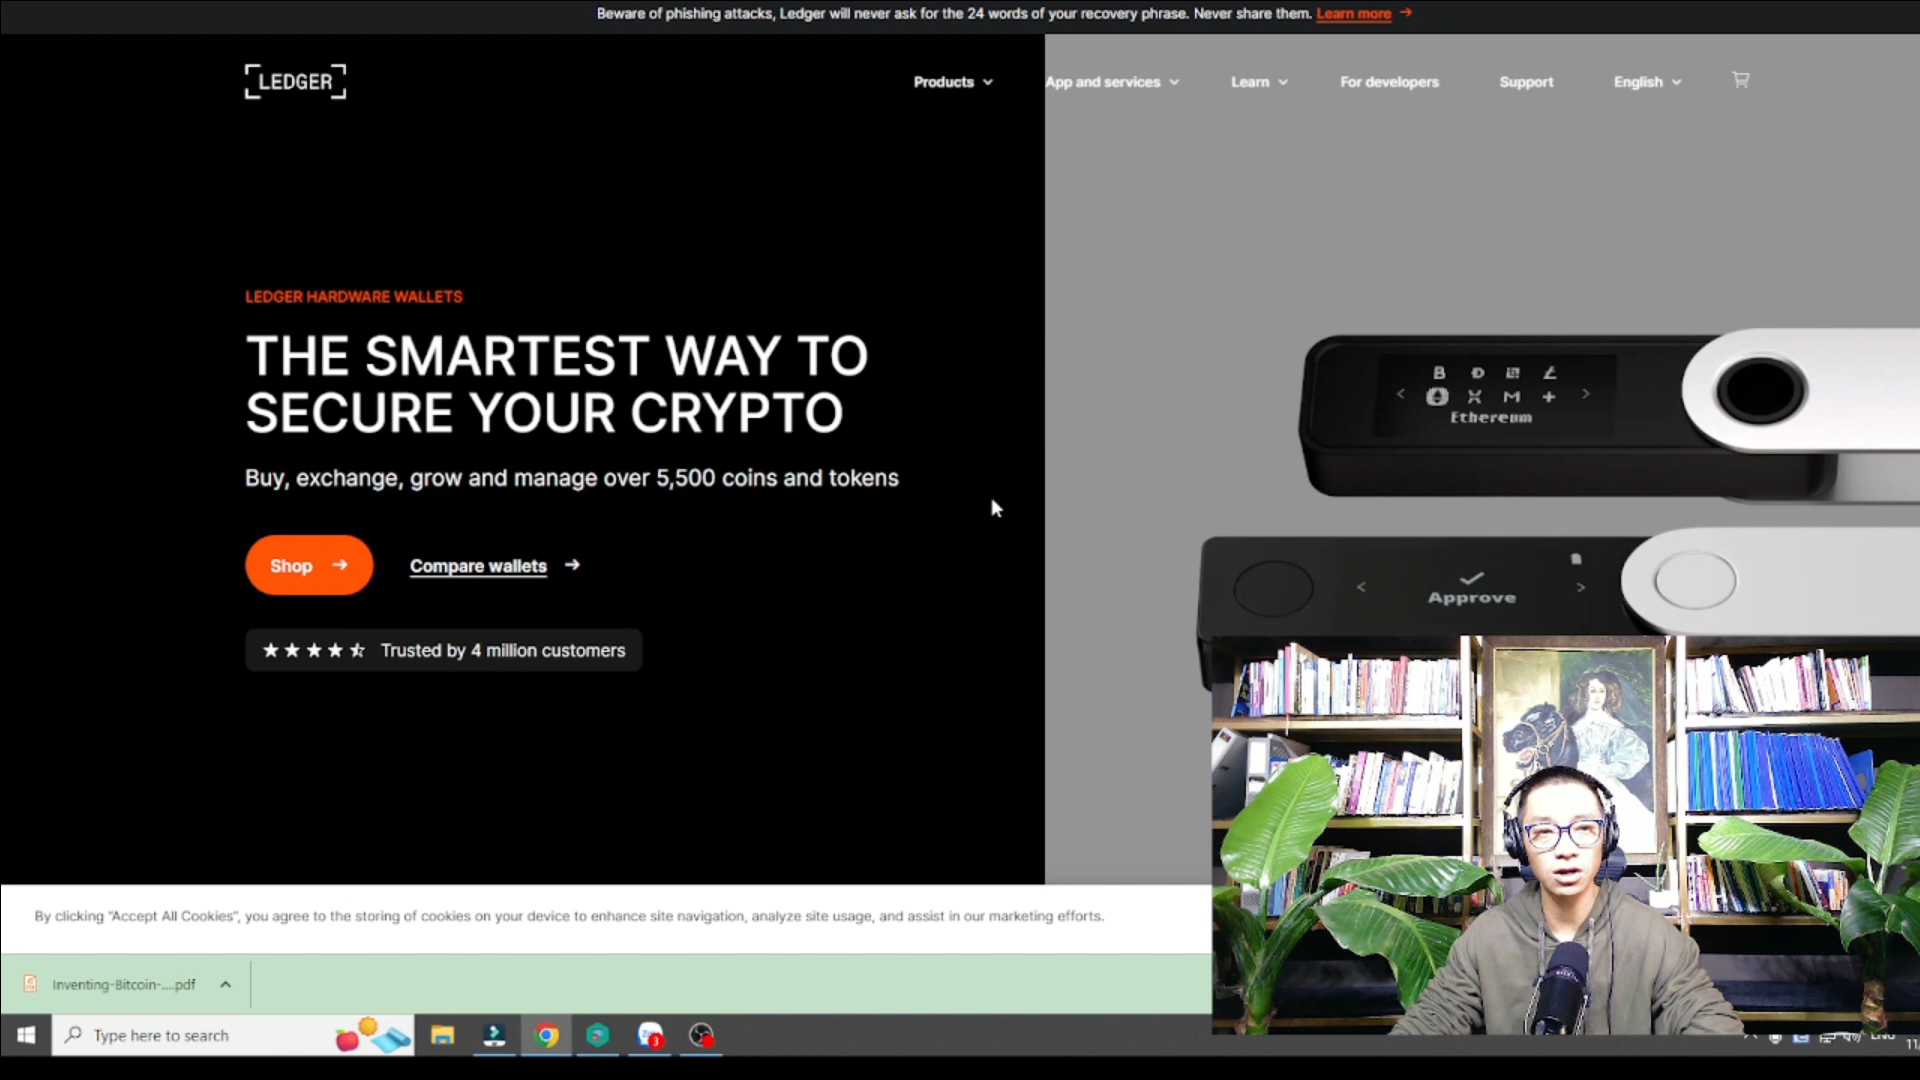 Beware of phishing attacks, Ledger will never ask for the 24 words of your recovery phrase. Never share them. Learn more →
LEDGER
Products
App and services
Learn
For developers
Support
English
LEDGER HARDWARE WALLETS
THE SMARTEST WAY TO
SECURE YOUR CRYPTO
Buy, exchange, grow and manage over 5,500 coins and tokens
Shop →
Compare wallets →
Trusted by 4 million customers
Ethereum
Approve
By clicking “Accept All Cookies”, you agree to the storing of cookies on your device to enhance site navigation, analyze site usage, and assist in our marketing efforts.
Inventing-Bitcoin-....pdf
Type here to search
3
ENG
11/